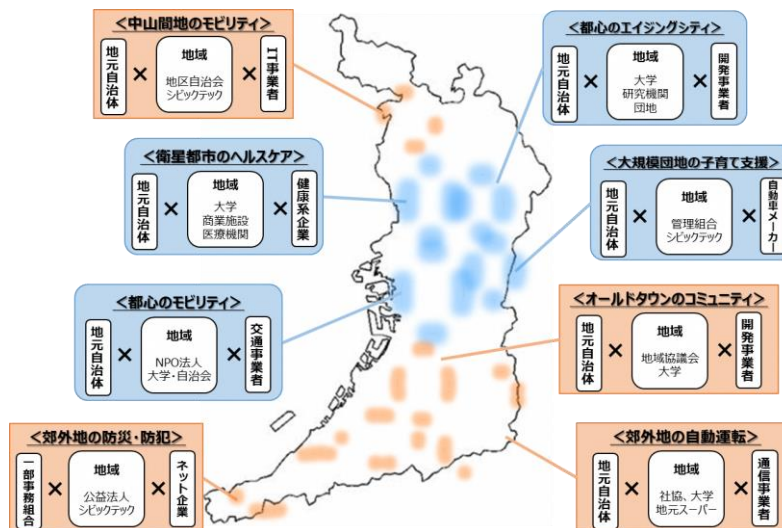 <中山間地のモビリティ>
地元自治体
×
地域
地区自治会
シビックテック
×
IT事業者
<都心のエイジングシティ>
地元自治体
×
地域
大学
研究機関
団地
×
開発事業者
<衛星都市のヘルスケア>
地元自治体
×
地域
大学
商業施設
医療機関
×
健康系企業
<大規模団地の子育て支援>
地元自治体
×
地域
管理組合
シビックテック
×
自動車メーカー
<都心のモビリティ>
地元自治体
×
地域
NPO法人
大学・自治会
×
交通事業者
<オールドタウンのコミュニティ>
地元自治体
×
地域
地域協議会
大学
×
開発事業者
<郊外地の防災・防犯>
一部事務組合
×
地域
公益法人
シビックテック
×
ネット企業
<郊外地の自動運転>
地元自治体
×
地域
社協、大学
地元スーパー
×
通信事業者